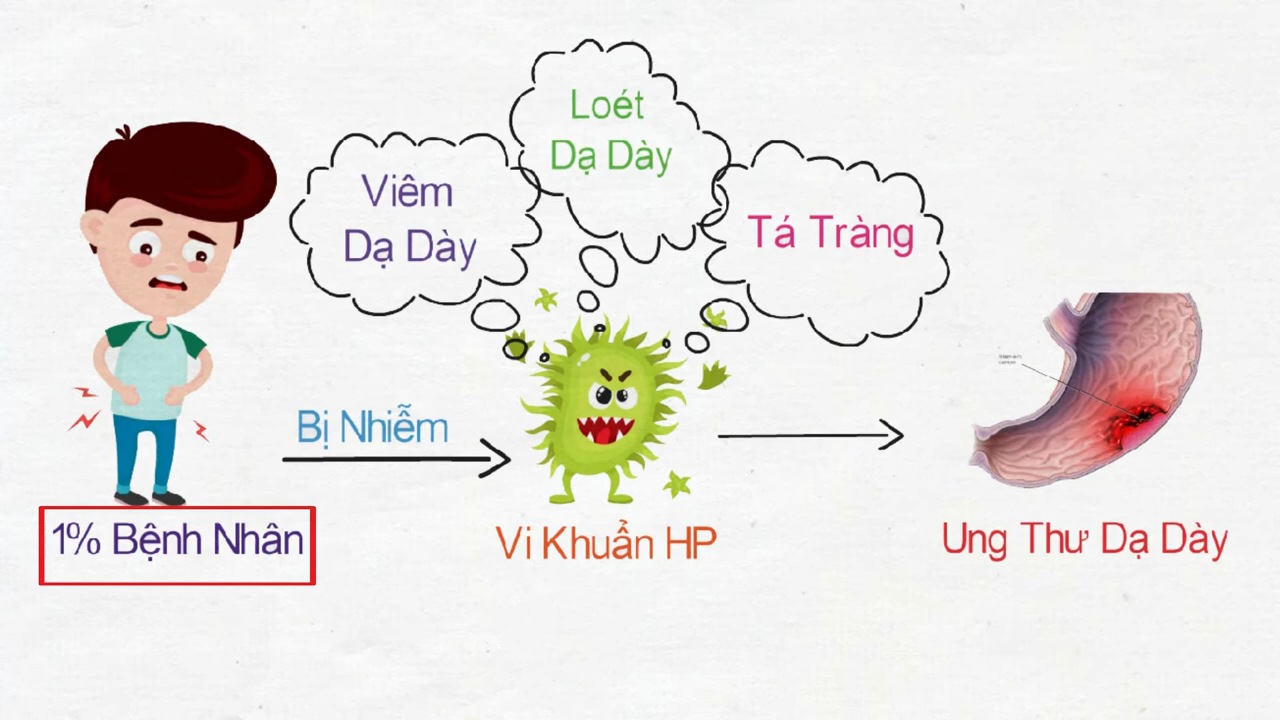 Loét
Dạ Dày
Viêm
Dạ Dày
Tá Tràng
Bị Nhiễm
1% Bệnh Nhân
Vi Khuẩn HP
Ung Thư Dạ Dày